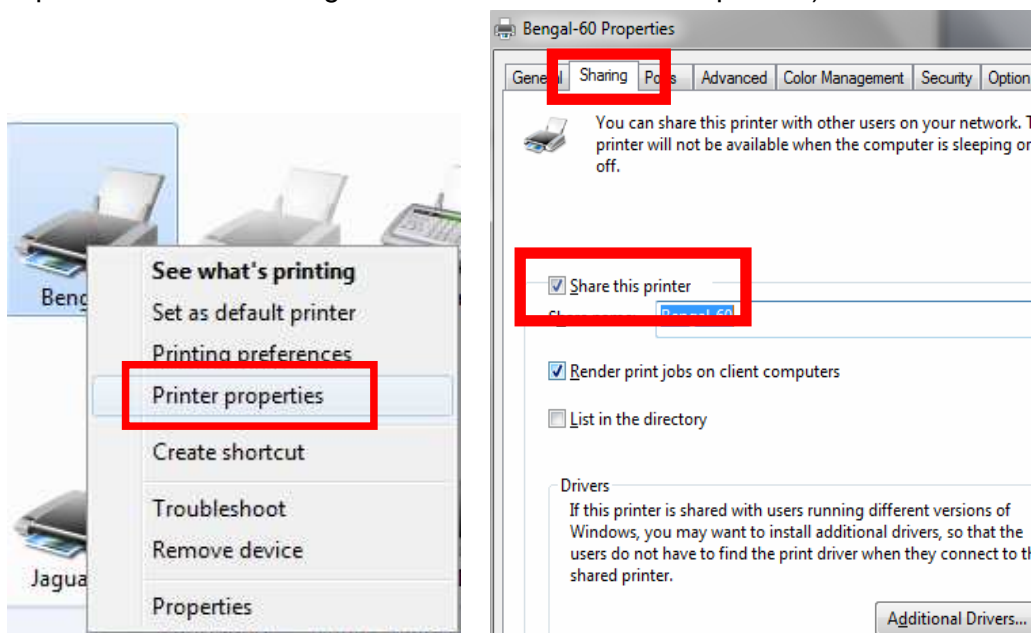 Bengal-60 Properties
General Sharing Ports Advanced Color Management Security Option
You can share this printer with other users on your network. T
printer will not be available when the computer is sleeping or
off.
Share this printer
Bengal-60
Render print jobs on client computers
List in the directory
Drivers
If this printer is shared with users running different versions of
Windows, you may want to install additional drivers, so that the
users do not have to find the print driver when they connect to th
shared printer.
Additional Drivers...
Beng
See what's printing
Set as default printer
Printing preferences
Printer properties
Create shortcut
Troubleshoot
Remove device
Properties
Jagua